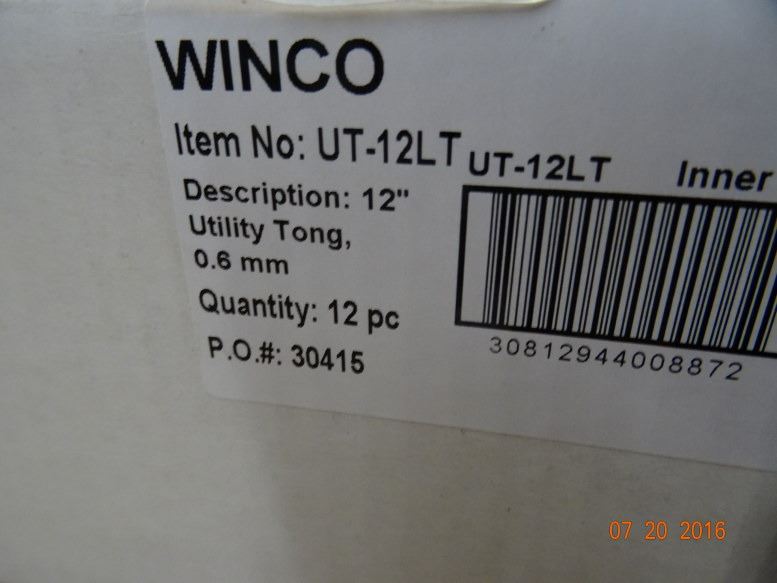 WINCO
Item No: UT-12LT
Description: 12"
Utility Tong,
0.6 mm
Quantity: 12 pc
P.O.#: 30415
UT-12LT Inner
30812944008872
07 20 2016